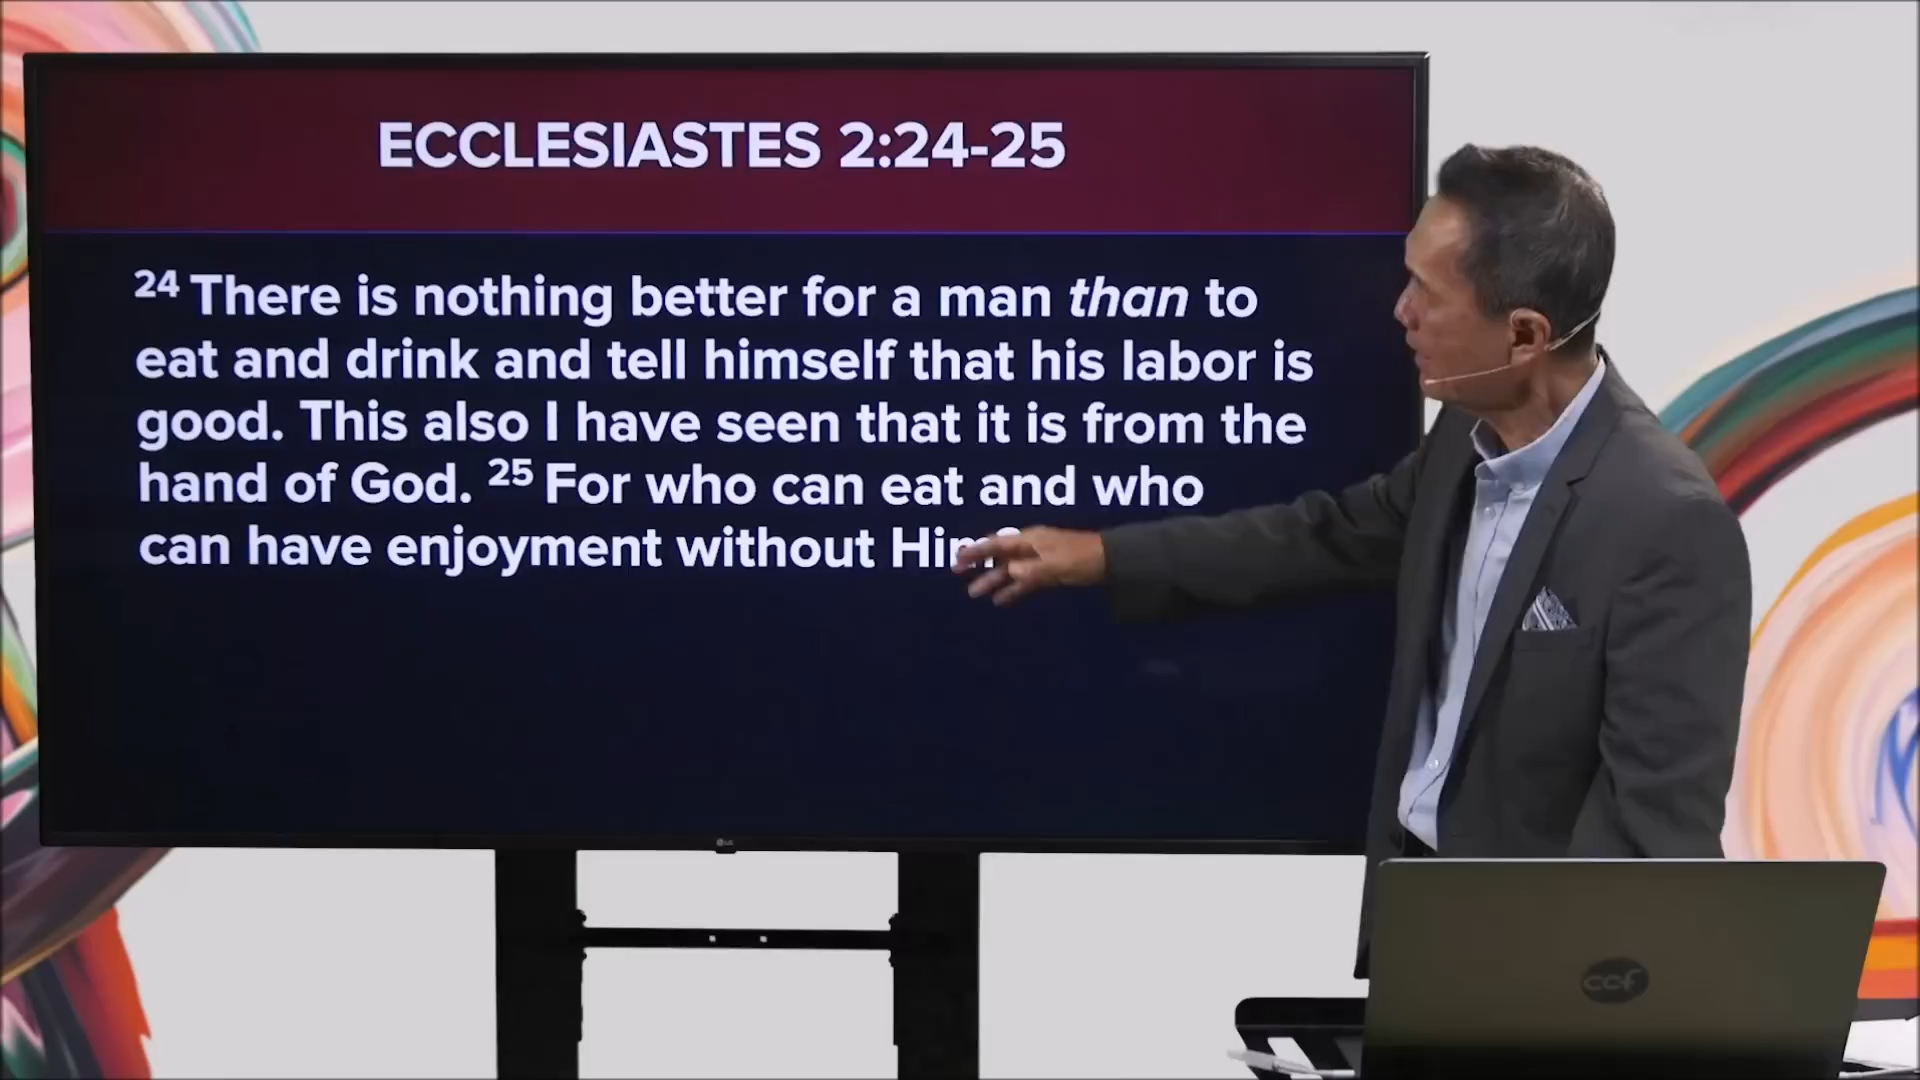 ECCLESIASTES 2:24-25
24 There is nothing better for a man than to
eat and drink and tell himself that his labor is
good. This also I have seen that it is from the
hand of God. 25 For who can eat and who
can have enjoyment without Him?
LG
ccf